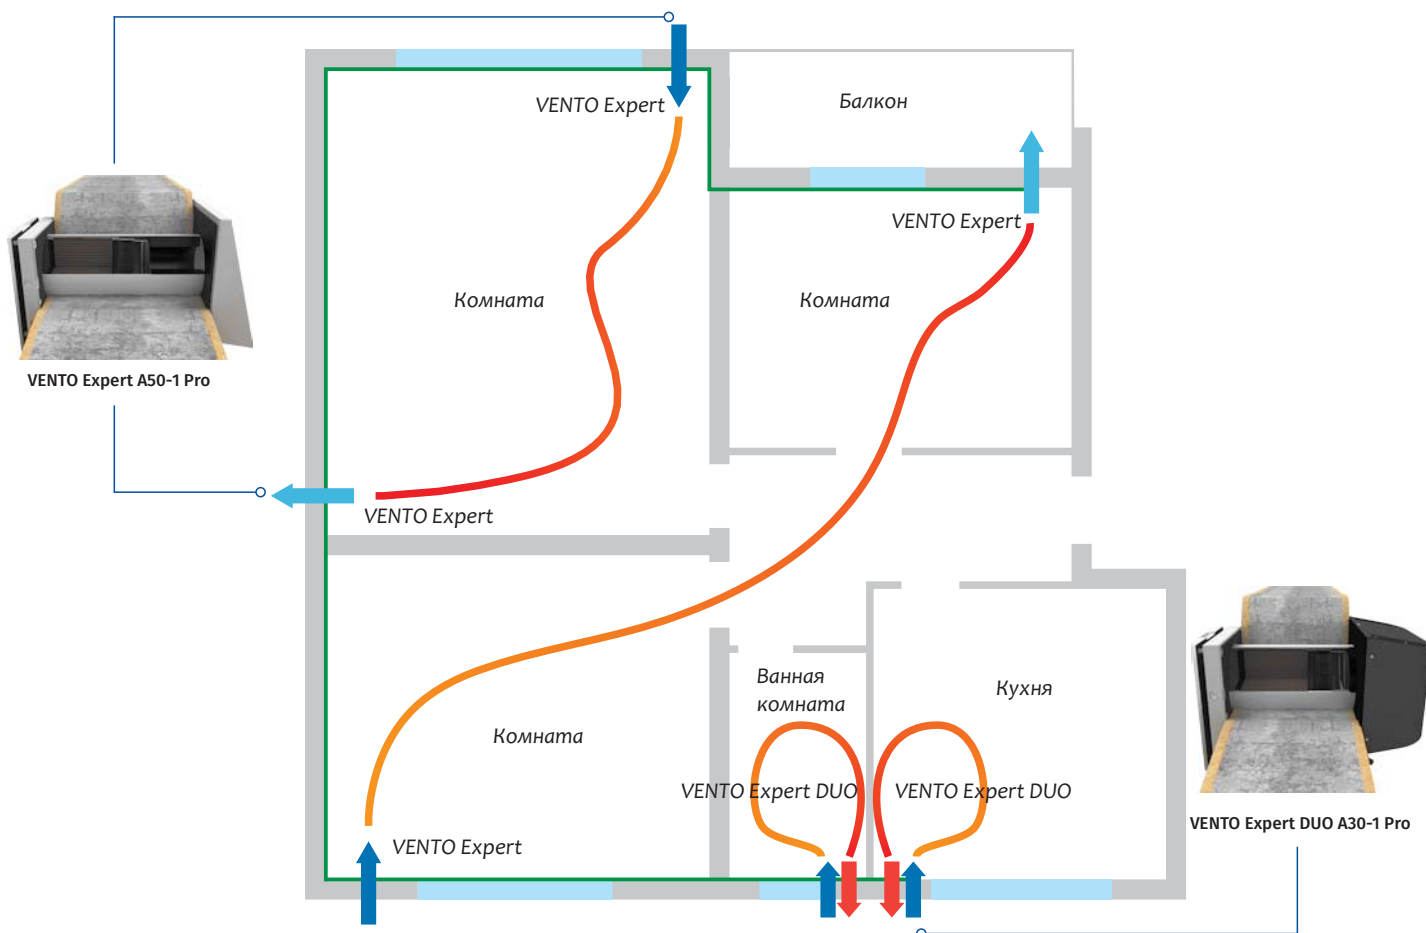 VENTO Expert
Балкон
VENTO Expert
Комната
Комната
VENTO Expert A50-1 Pro
VENTO Expert
Ванная
комната
Кухня
Комната
VENTO Expert DUO
VENTO Expert DUO
VENTO Expert DUO A30-1 Pro
VENTO Expert